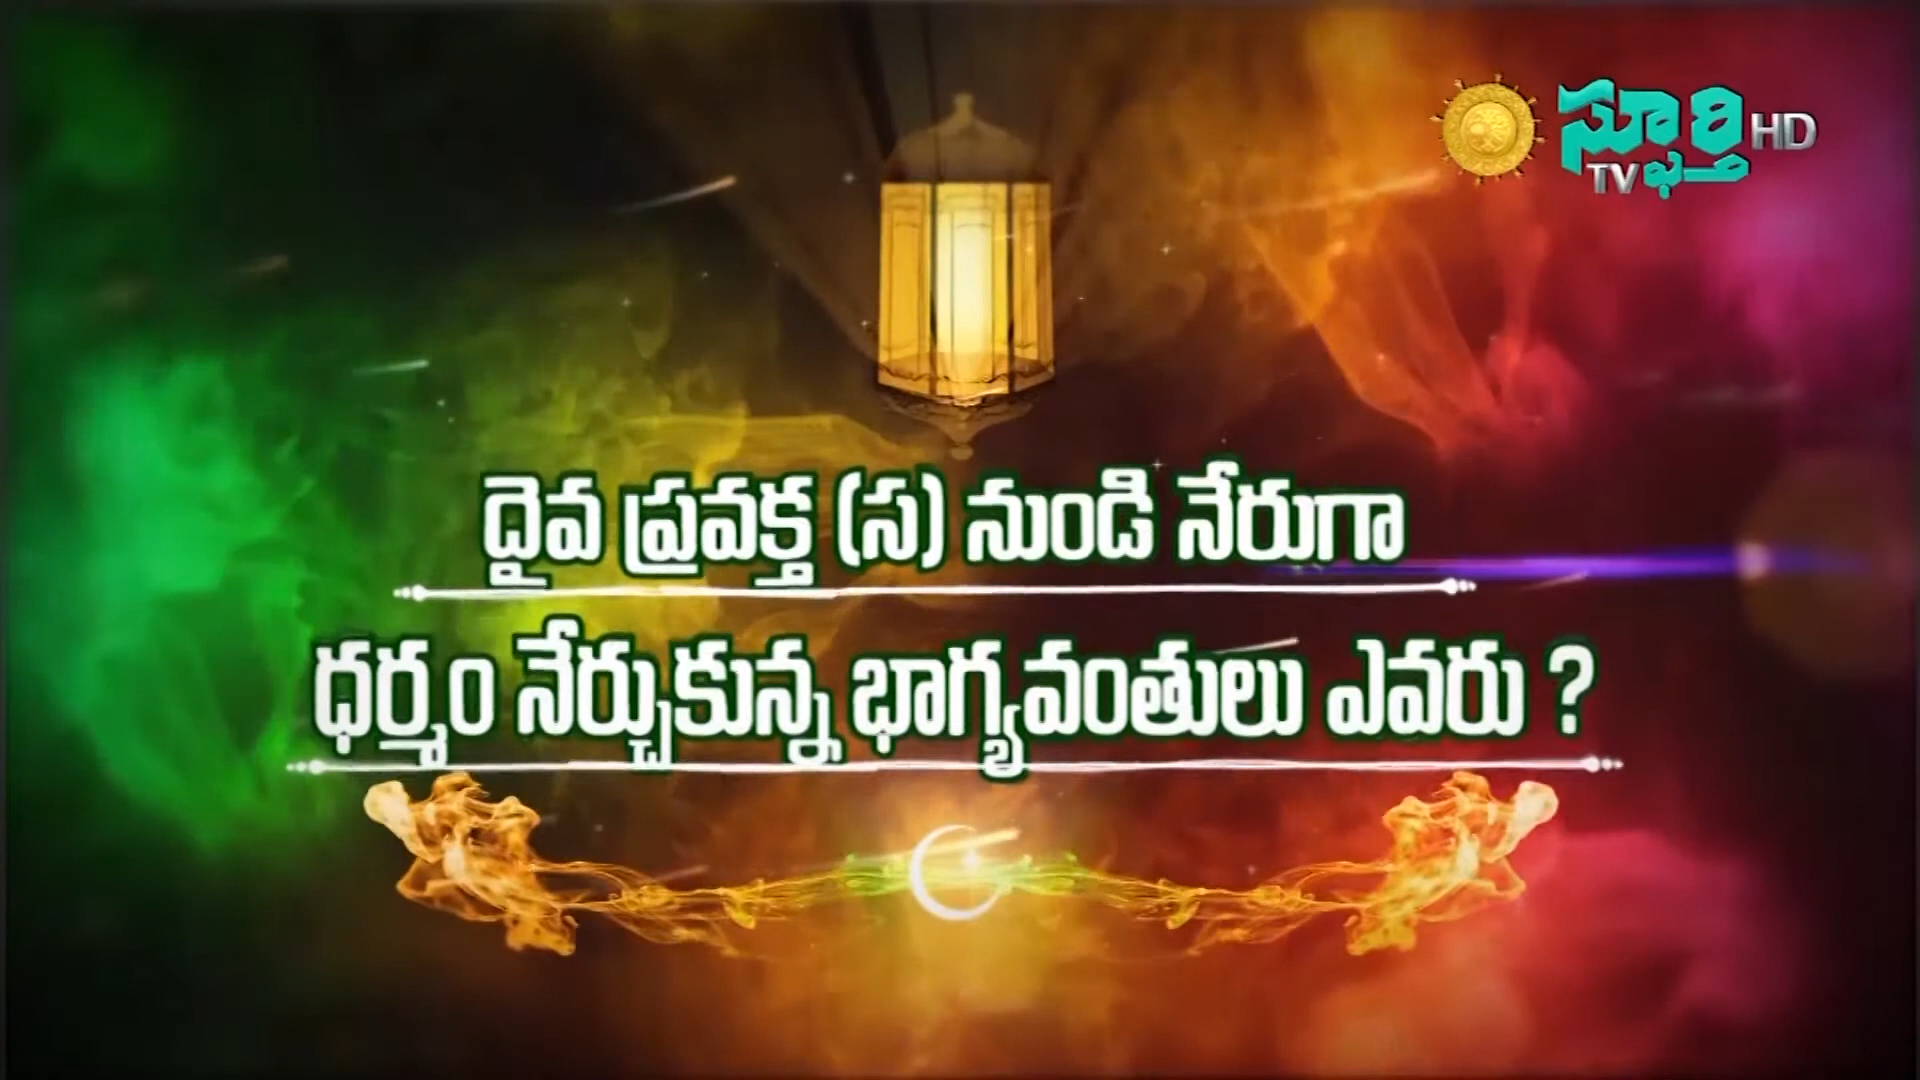 స్ఫూర్తి HD
TV
దైవ ప్రవక్త (స) నుండి నేరుగా
ధర్మం నేర్చుకున్న భాగ్యవంతులు ఎవరు ?